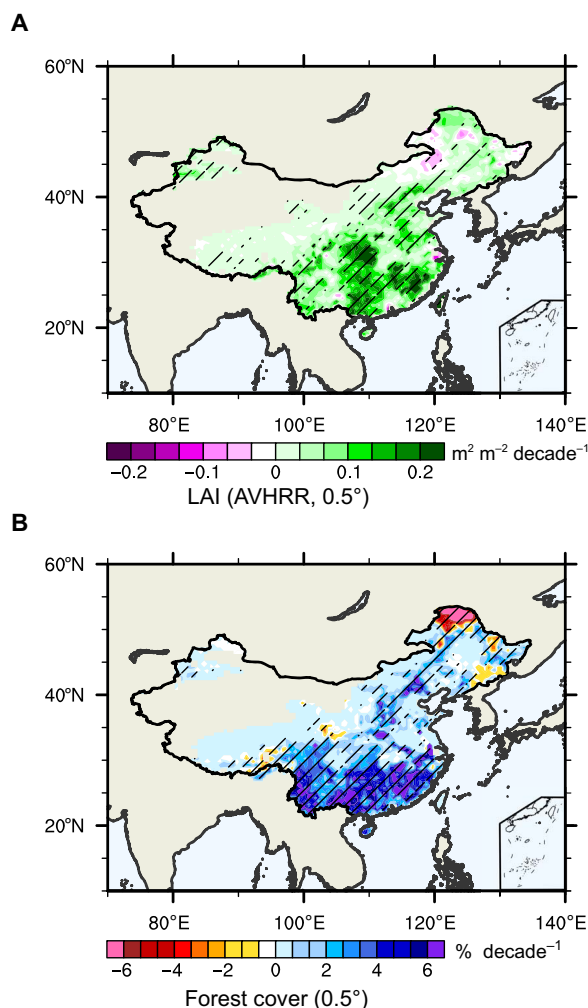 A
60°N
40°N
20°N
80°E 100°E 120°E 140°E
-0.2 -0.1 0 0.1 0.2 m² m⁻² decade⁻¹
LAI (AVHRR, 0.5°)
B
60°N
40°N
20°N
80°E 100°E 120°E 140°E
-6 -4 -2 0 2 4 6 % decade⁻¹
Forest cover (0.5°)